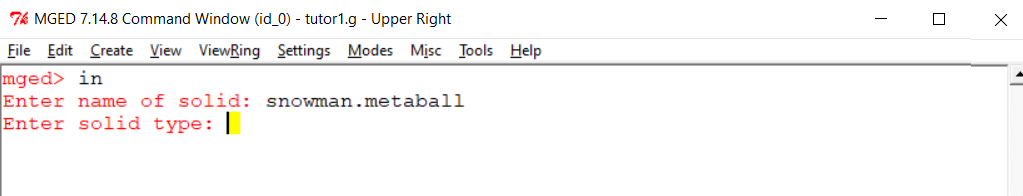 MGED 7.14.8 Command Window (id_0) - tutor1.g - Upper Right
File Edit Create View ViewRing Settings Modes Misc Tools Help
mged> in
Enter name of solid: snowman.metaball
Enter solid type: